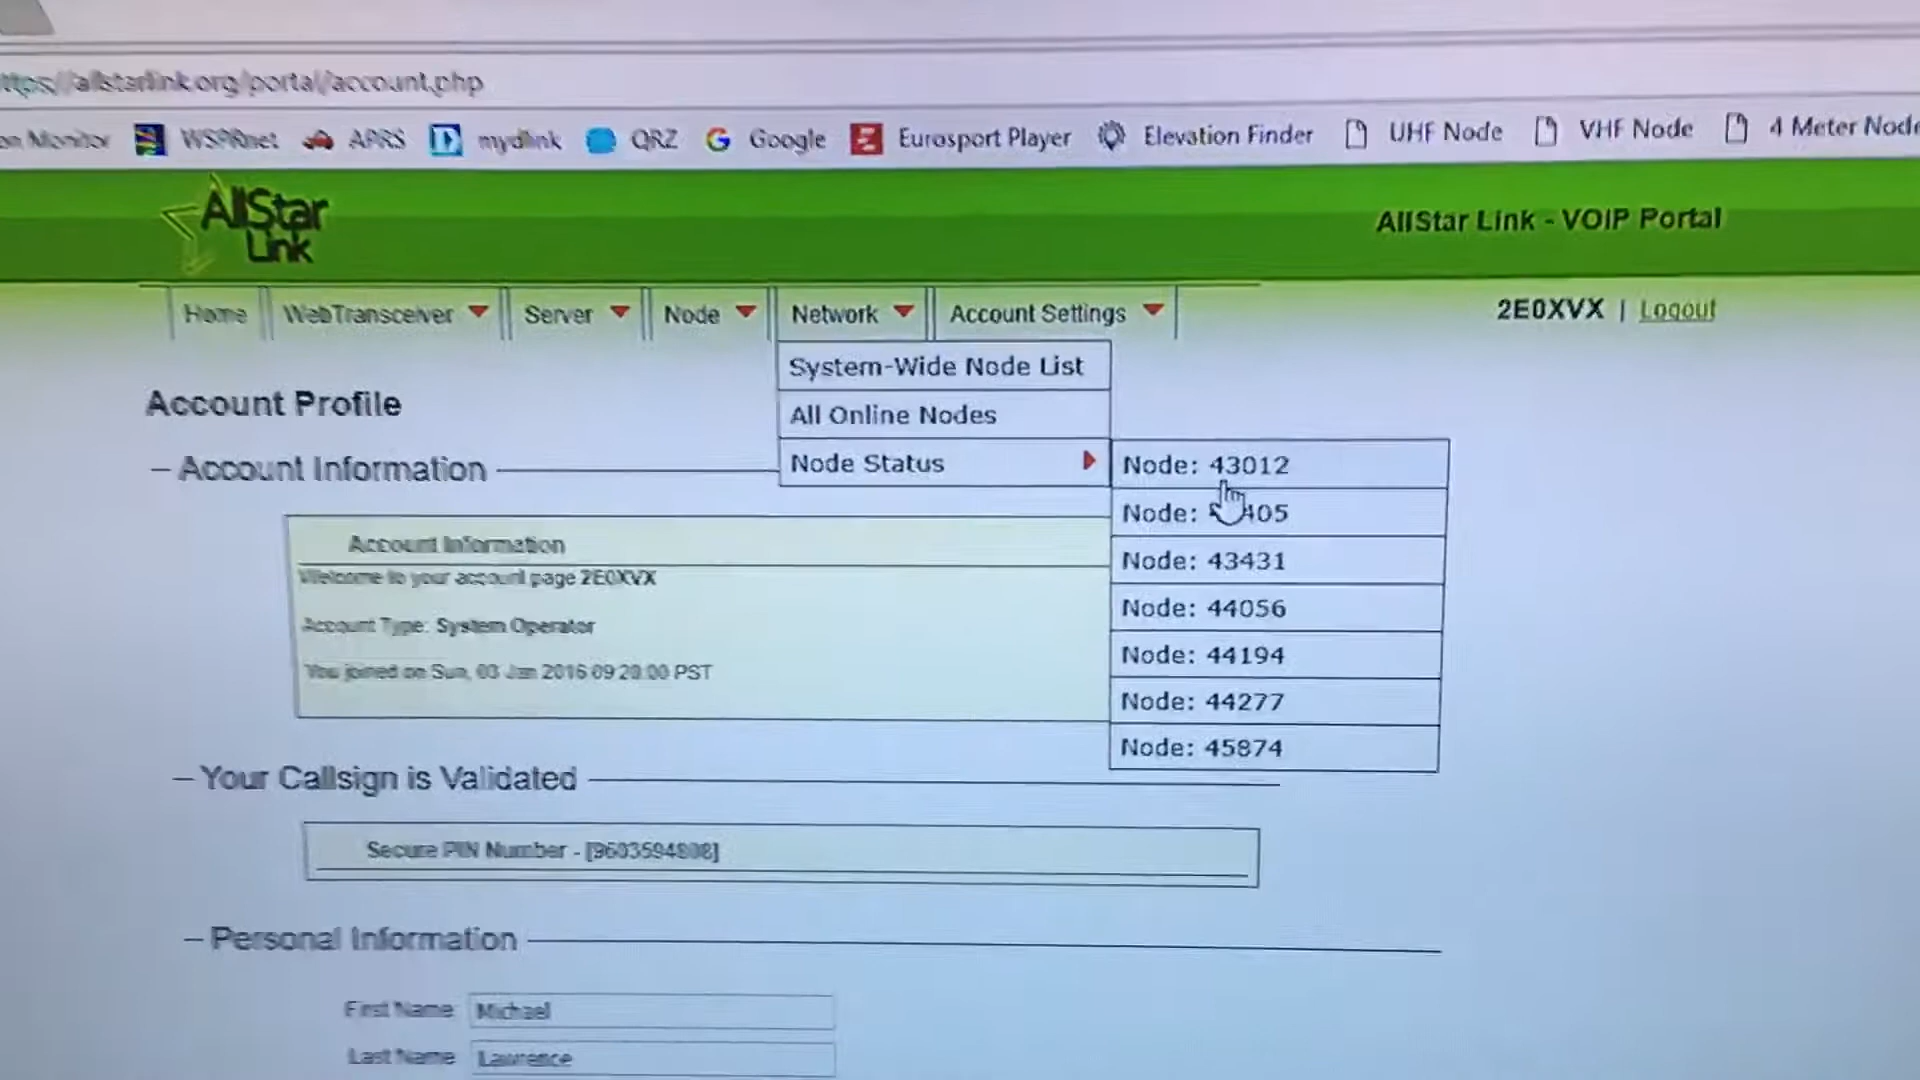 ttps://allstarlink.org/portal/account.php
on Monitor WSPRnet APRS mydlink QRZ Google Eurosport Player Elevation Finder UHF Node VHF Node 4 Meter Node
AllStar Link
AllStar Link - VOIP Portal
Home WebTransceiver Server Node Network Account Settings
2E0XVX | Logout
System-Wide Node List
All Online Nodes
Node Status
Node: 43012
Node: 405
Node: 43431
Node: 44056
Node: 44194
Node: 44277
Node: 45874
Account Profile
Account Information
Account Information
Welcome to your account page 2E0XVX
Account Type: System Operator
You joined on Sun, 03 Jan 2016 09:20:00 PST
Your Callsign is Validated
Secure PIN Number - [9603594808]
Personal Information
First Name Michael
Last Name Lawrence